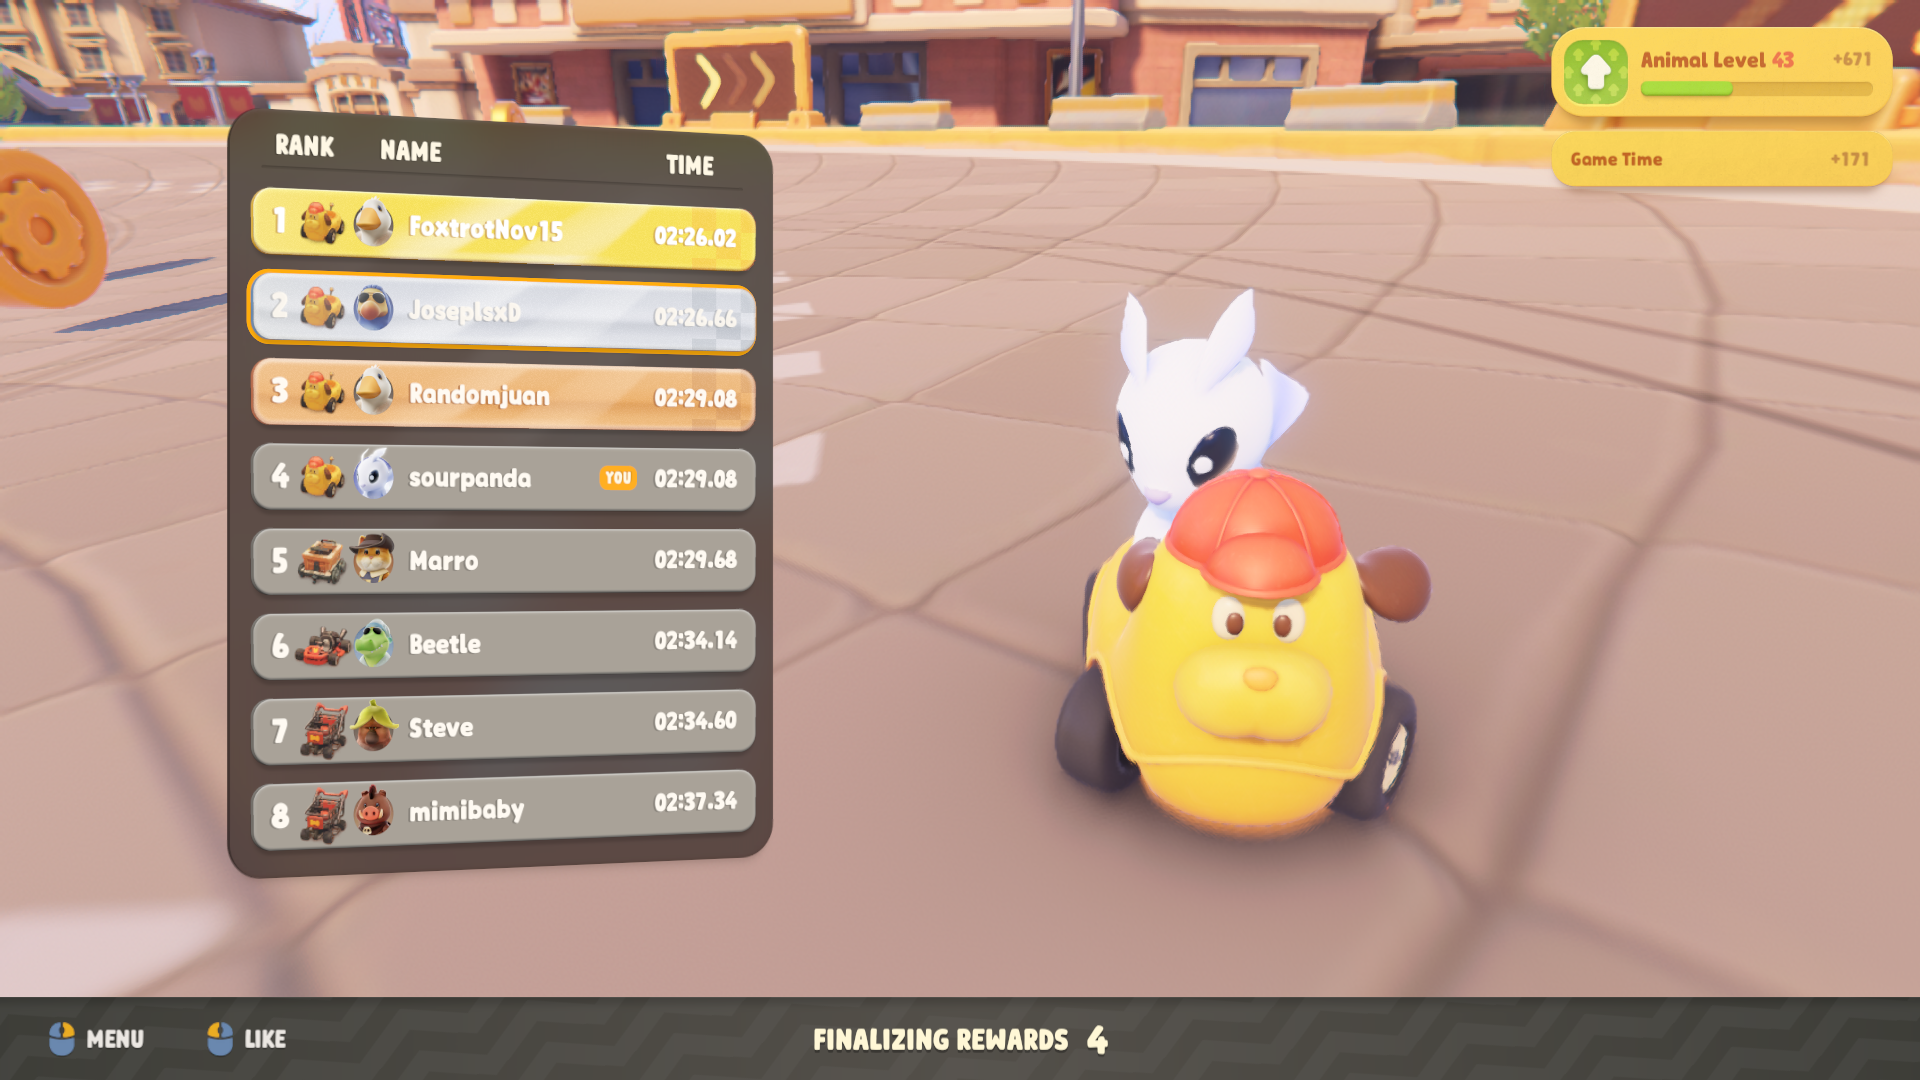 Animal Level 43 +671
Game Time +171
RANK NAME TIME
1 FoxtrotNov15 02:26.02
2 JoseplsxD 02:26.66
3 Randomjuan 02:29.08
4 sourpanda YOU 02:29.08
5 Marro 02:29.68
6 Beetle 02:34.14
7 Steve 02:34.60
8 mimibaby 02:37.34
MENU LIKE FINALIZING REWARDS 4